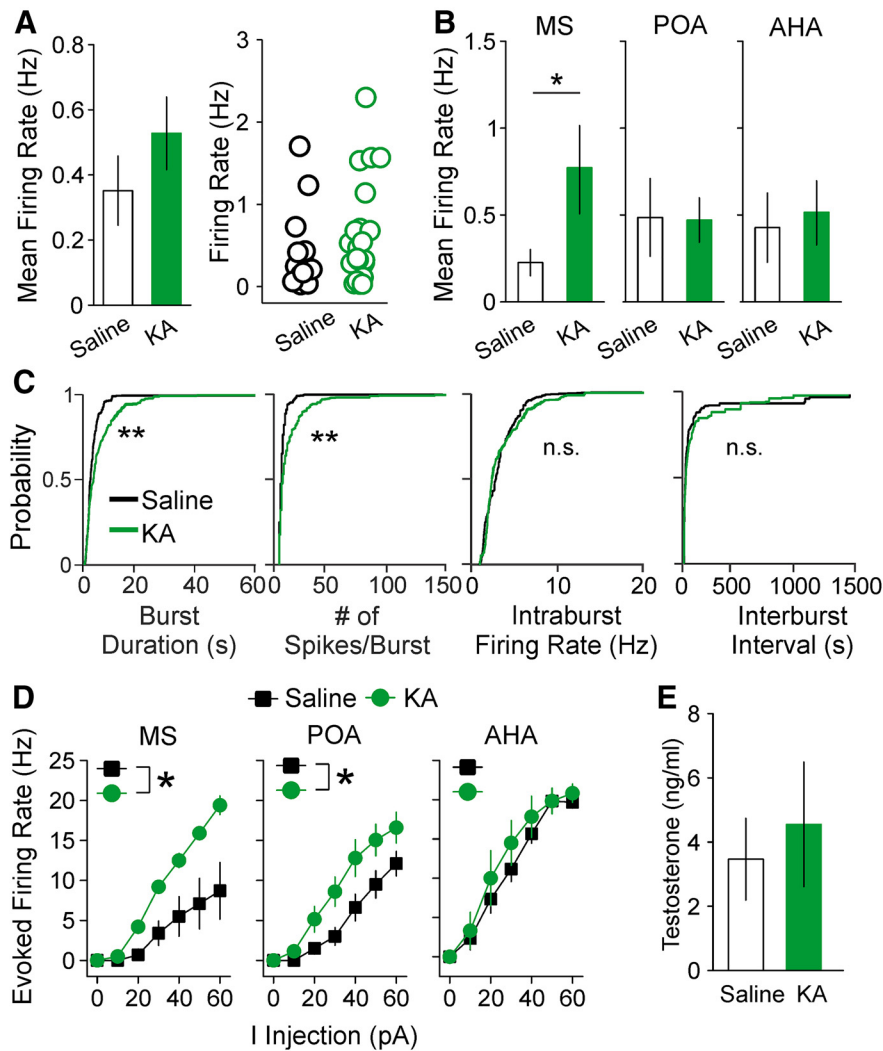 A
Mean Firing Rate (Hz)
0.8
0.6
0.4
0.2
0
Saline
KA
Firing Rate (Hz)
3
2
1
0
Saline
KA
B
MS
POA
AHA
Mean Firing Rate (Hz)
1.5
1
0.5
0
*
Saline
KA
Saline
KA
Saline
KA
C
Probability
1
0.5
0
**
Saline
KA
0 20 40 60
Burst
Duration (s)
**
0 50 100 150
# of
Spikes/Burst
n.s.
0 10 20
Intraburst
Firing Rate (Hz)
n.s.
0 500 1000 1500
Interburst
Interval (s)
D
Saline KA
MS
POA
AHA
Evoked Firing Rate (Hz)
25
20
15
10
5
0
*
*
0 20 40 60
0 20 40 60
0 20 40 60
I Injection (pA)
E
Testosterone (ng/ml)
8
6
4
2
0
Saline KA